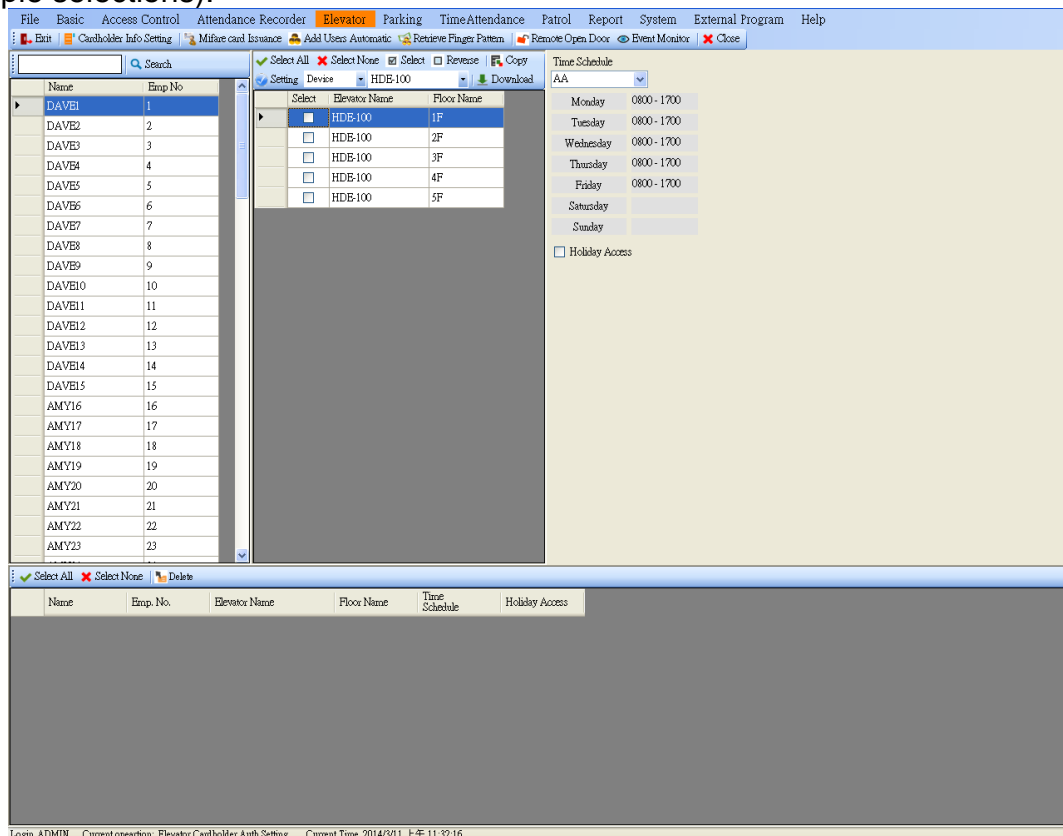 ple selections).
File Basic Access Control Attendance Recorder Elevator Parking TimeAttendance Patrol Report System External Program Help
Exit Cardholder Info Setting Mifare card Issuance Add Users Automatic Retrieve Finger Pattern Remote Open Door Event Monitor Close
Search
Select All Select None Select Reverse Copy
Setting Device HDE-100 Download
Time Schedule
AA
Name Emp No
DAVE1 1
DAVE2 2
DAVE3 3
DAVE4 4
DAVE5 5
DAVE6 6
DAVE7 7
DAVE8 8
DAVE9 9
DAVE10 10
DAVE11 11
DAVE12 12
DAVE13 13
DAVE14 14
DAVE15 15
AMY16 16
AMY17 17
AMY18 18
AMY19 19
AMY20 20
AMY21 21
AMY22 22
AMY23 23
Select Elevator Name Floor Name
HDE-100 1F
HDE-100 2F
HDE-100 3F
HDE-100 4F
HDE-100 5F
Monday 0800 - 1700
Tuesday 0800 - 1700
Wednesday 0800 - 1700
Thursday 0800 - 1700
Friday 0800 - 1700
Saturday
Sunday
Holiday Access
Select All Select None Delete
Name Emp. No. Elevator Name Floor Name Time Schedule Holiday Access
Login ADMIN Current opeartion: Elevator Cardholder Auth Setting Current Time 2014/3/11 上午 11:32:16